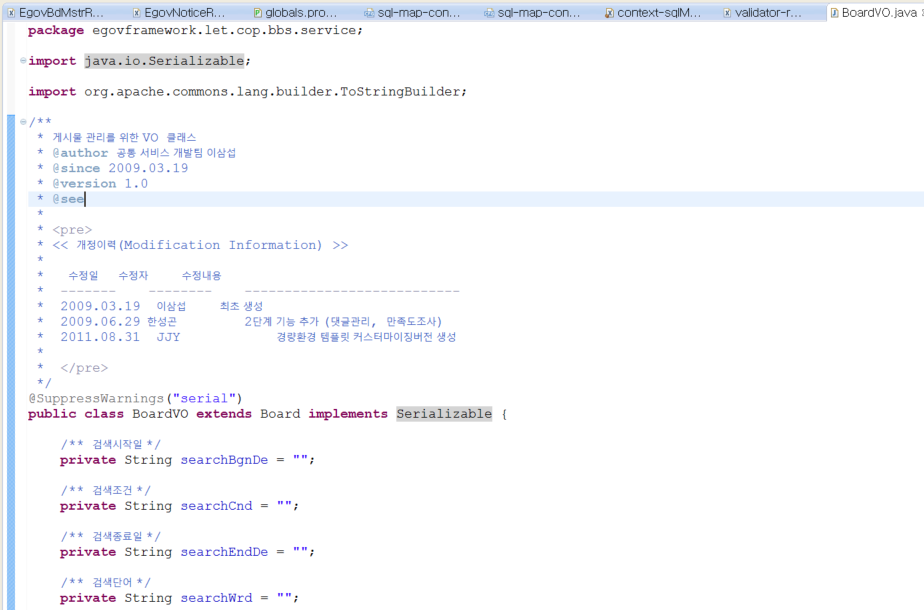 EgovBdMstrR... EgovNoticeR... globals.pro... sql-map-con... sql-map-con... context-sqlM... validator-r... BoardVO.java
package egovframework.let.cop.bbs.service;
import java.io.Serializable;
import org.apache.commons.lang.builder.ToStringBuilder;
/**
* 게시물 관리를 위한 VO 클래스
* @author 공통 서비스 개발팀 이삼섭
* @since 2009.03.19
* @version 1.0
* @see
*
* <pre>
* << 개정이력(Modification Information) >>
*
* 수정일 수정자 수정내용
* ------- -------- ---------------------------
* 2009.03.19 이삼섭 최초 생성
* 2009.06.29 한성곤 2단계 기능 추가 (댓글관리, 만족도조사)
* 2011.08.31 JJY 경량환경 템플릿 커스터마이징버전 생성
*
* </pre>
*/
@SuppressWarnings("serial")
public class BoardVO extends Board implements Serializable {
/** 검색시작일 */
private String searchBgnDe = "";
/** 검색조건 */
private String searchCnd = "";
/** 검색종료일 */
private String searchEndDe = "";
/** 검색단어 */
private String searchWrd = "";